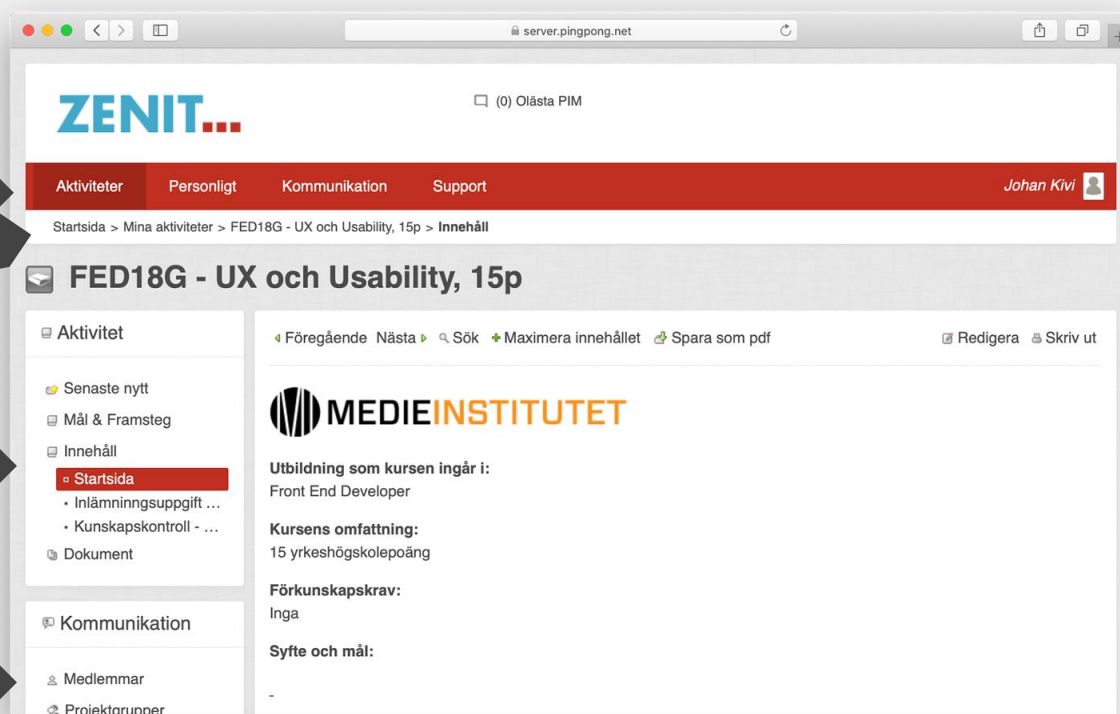 server.pingpong.net
ZENIT...
(0) Olästa PIM
Aktiviteter Personligt Kommunikation Support Johan Kivi
Startsida > Mina aktiviteter > FED18G - UX och Usability, 15p > Innehåll
FED18G - UX och Usability, 15p
Aktivitet
Senaste nytt
Mål & Framsteg
Innehåll
Startsida
Inlämninngsuppgift ...
Kunskapskontroll - ...
Dokument
Kommunikation
Medlemmar
Projektgrupper
Föregående Nästa Sök Maximera innehållet Spara som pdf Redigera Skriv ut
MEDIEINSTITUTET
Utbildning som kursen ingår i:
Front End Developer
Kursens omfattning:
15 yrkeshögskolepoäng
Förkunskapskrav:
Inga
Syfte och mål:
-